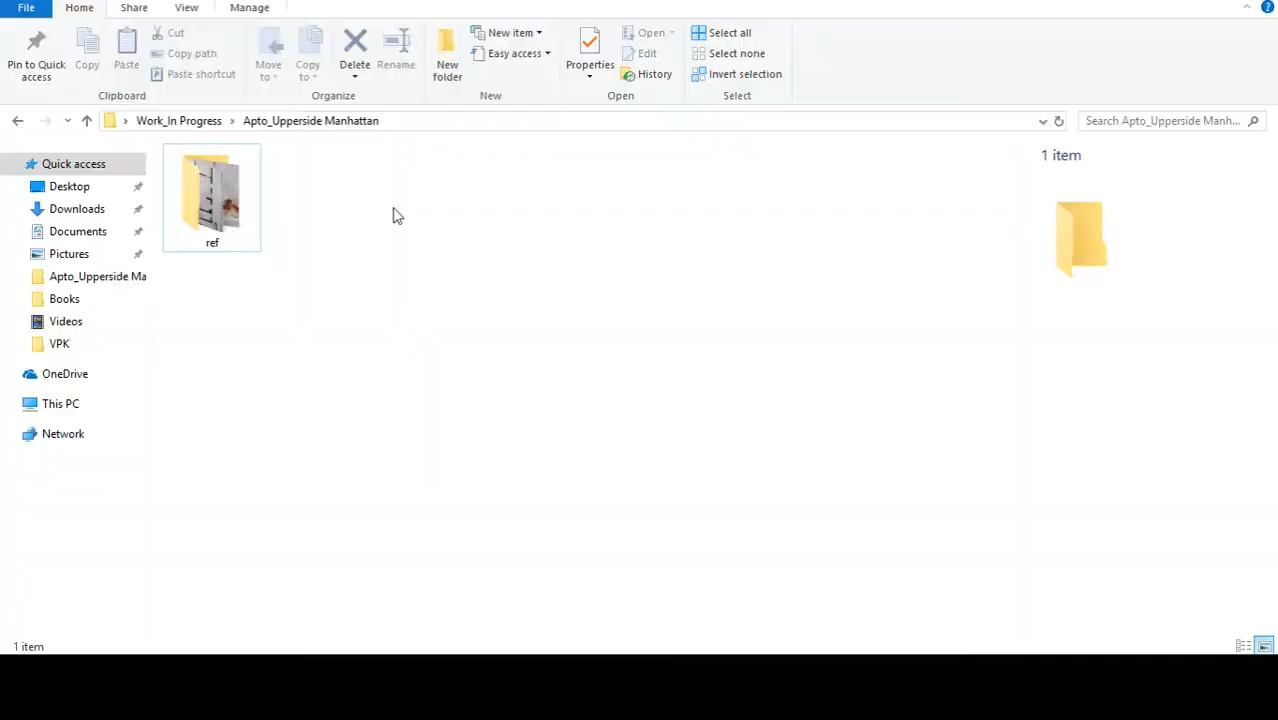 File Home Share View Manage
Pin to Quick access
Copy
Paste
Cut
Copy path
Paste shortcut
Clipboard
Move to
Copy to
Delete
Rename
Organize
New folder
New item
Easy access
New
Properties
Open
Edit
History
Open
Select all
Select none
Invert selection
Select
Work_In Progress > Apto_Upperside Manhattan
Search Apto_Upperside Manh...
Quick access
Desktop
Downloads
Documents
Pictures
Apto_Upperside Ma
Books
Videos
VPK
OneDrive
This PC
Network
ref
1 item
1 item